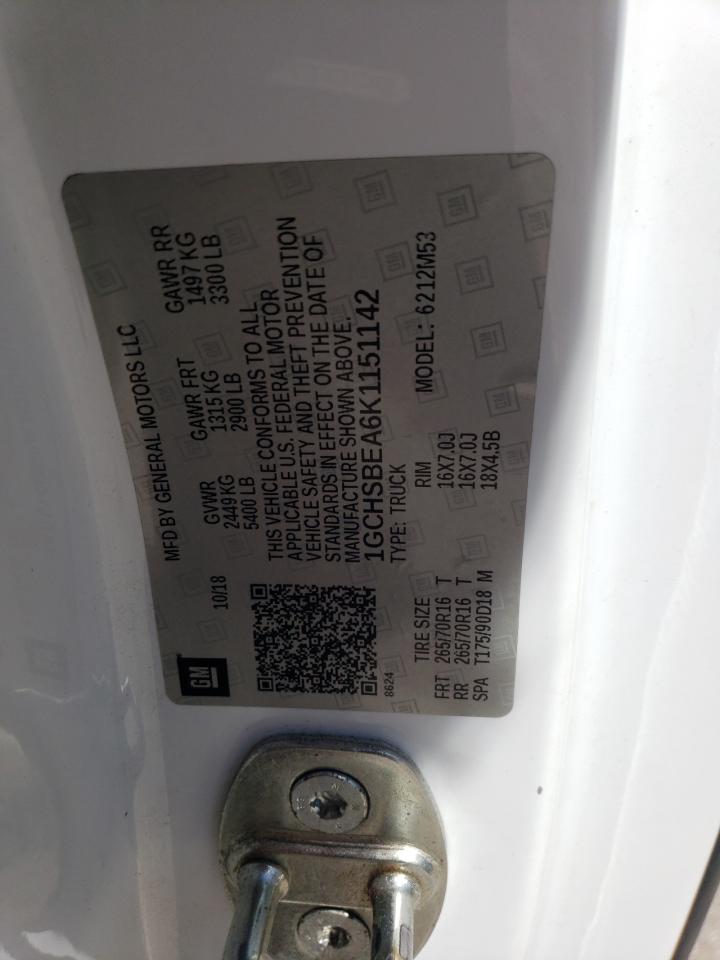 GM
MFD BY GENERAL MOTORS LLC
10/18
GVWR GAWR FRT GAWR RR
2449 KG 1315 KG 1497 KG
5400 LB 2900 LB 3300 LB
THIS VEHICLE CONFORMS TO ALL
APPLICABLE U.S. FEDERAL MOTOR
VEHICLE SAFETY AND THEFT PREVENTION
STANDARDS IN EFFECT ON THE DATE OF
MANUFACTURE SHOWN ABOVE.
1GCHSBEA6K1151142
8624
TYPE: TRUCK MODEL: 6212M53
TIRE SIZE RIM
FRT 265/70R16 T 16X7.0J
RR 265/70R16 T 16X7.0J
SPA T175/90D18 M 18X4.5B